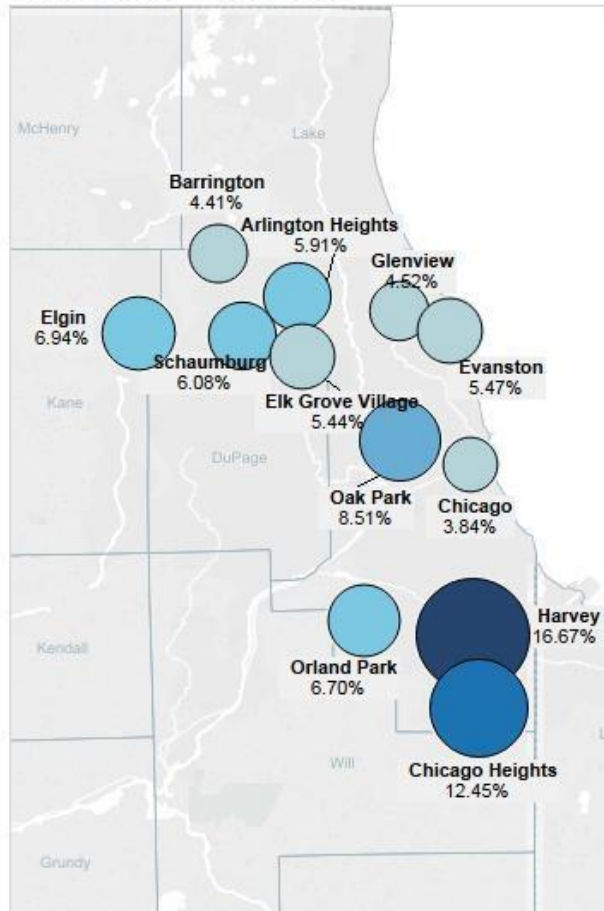 McHenry
Lake
Barrington
4.41%
Arlington Heights
5.91%
Glenview
4.52%
Elgin
6.94%
Schaumburg
6.08%
Evanston
5.47%
Elk Grove Village
5.44%
Kane
DuPage
Oak Park
8.51%
Chicago
3.84%
Harvey
16.67%
Kendall
Orland Park
6.70%
Will
Chicago Heights
12.45%
Grundy